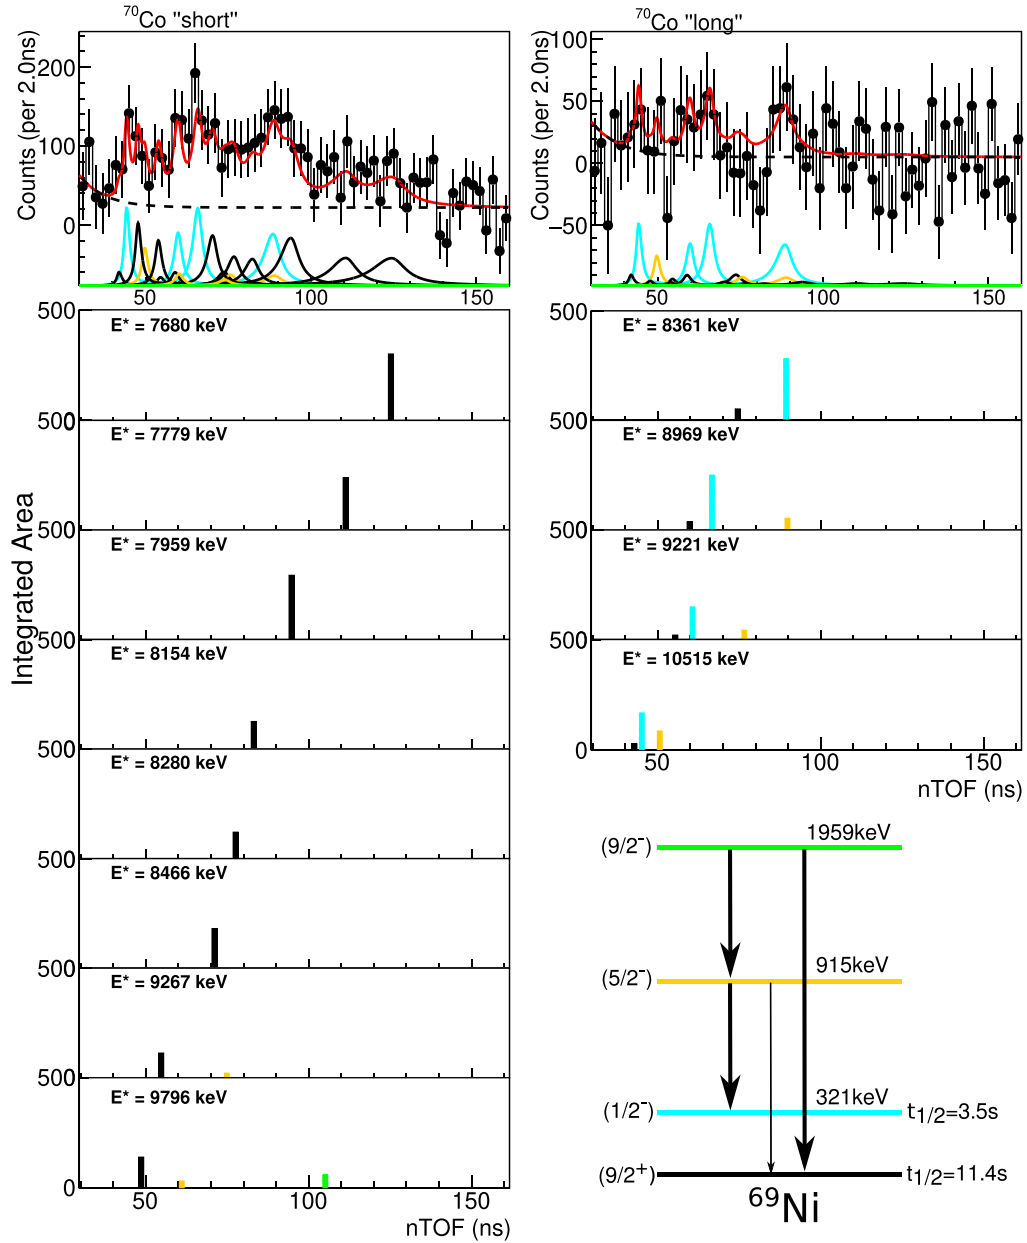 ⁷⁰Co "short"
Counts (per 2.0ns)
200
100
0
50 100 150
Integrated Area
500
E* = 7680 keV
500
E* = 7779 keV
500
E* = 7959 keV
500
E* = 8154 keV
500
E* = 8280 keV
500
E* = 8466 keV
500
E* = 9267 keV
500
E* = 9796 keV
0
50 100 150
nTOF (ns)
⁷⁰Co "long"
Counts (per 2.0ns)
100
50
0
−50
50 100 150
500
E* = 8361 keV
500
E* = 8969 keV
500
E* = 9221 keV
500
E* = 10515 keV
0
50 100 150
nTOF (ns)
(9/2⁻) 1959keV
(5/2⁻) 915keV
(1/2⁻) 321keV t₁/₂=3.5s
(9/2⁺) t₁/₂=11.4s
⁶⁹Ni